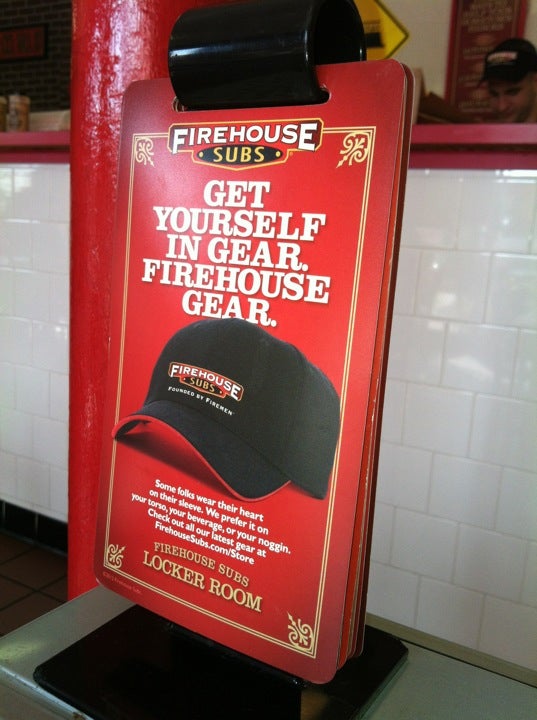 FIREHOUSE
SUBS
GET
YOURSELF
IN GEAR.
FIREHOUSE
GEAR.
FIREHOUSE
SUBS
FOUNDED BY FIREMEN™
Some folks wear their heart
on their sleeve. We prefer it on
your torso, your beverage, or your noggin.
Check out all our latest gear at
FirehouseSubs.com/Store
FIREHOUSE SUBS
LOCKER ROOM